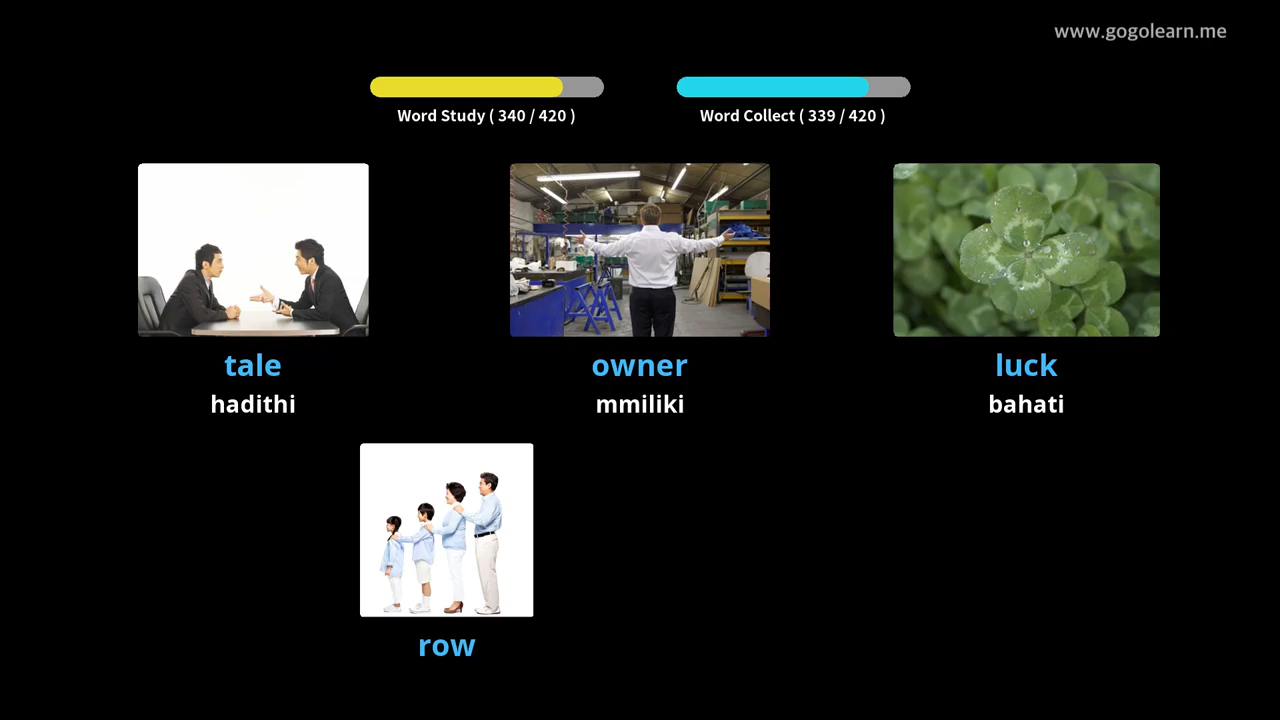 www.gogolearn.me
Word Study ( 340 / 420 )
Word Collect ( 339 / 420 )
tale
hadithi
owner
mmiliki
luck
bahati
row